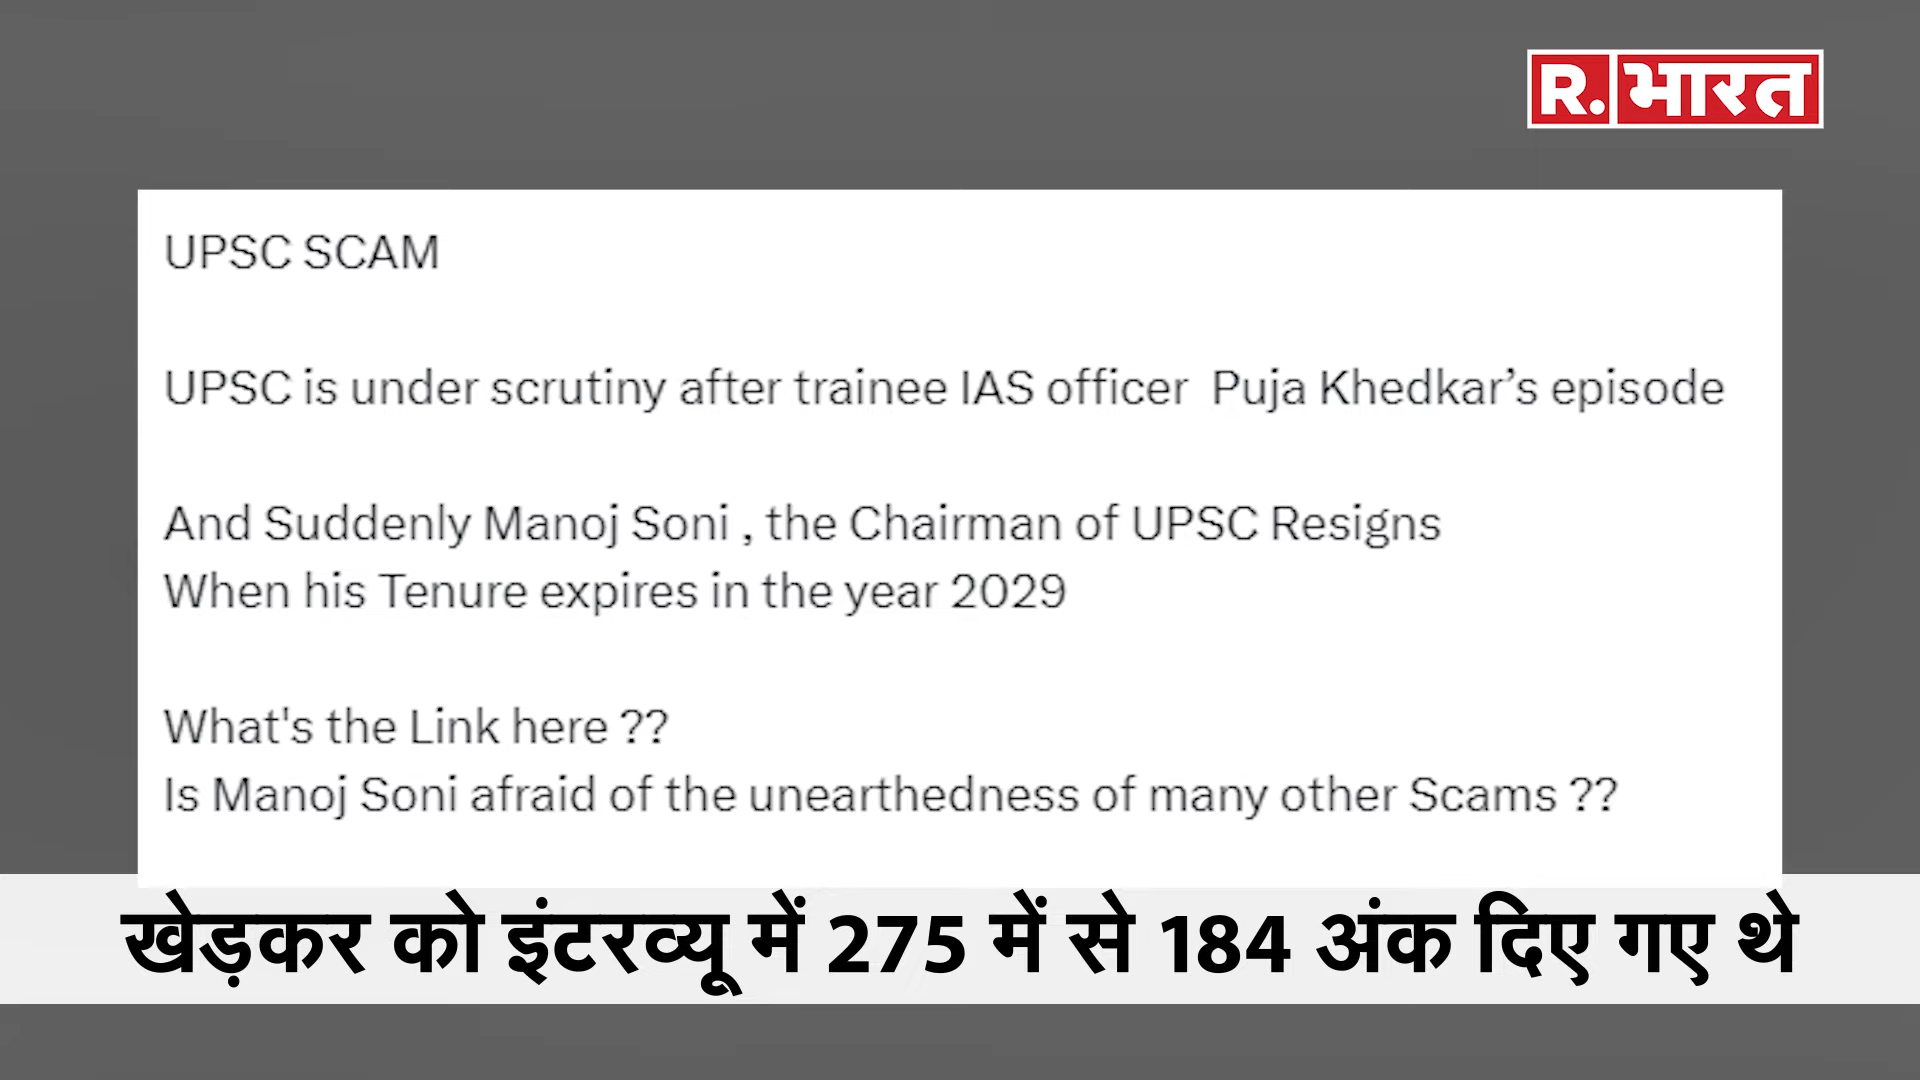 R. भारत
UPSC SCAM
UPSC is under scrutiny after trainee IAS officer  Puja Khedkar’s episode
And Suddenly Manoj Soni , the Chairman of UPSC Resigns
When his Tenure expires in the year 2029
What's the Link here ??
Is Manoj Soni afraid of the unearthedness of many other Scams ??
खेड़कर को इंटरव्यू में 275 में से 184 अंक दिए गए थे